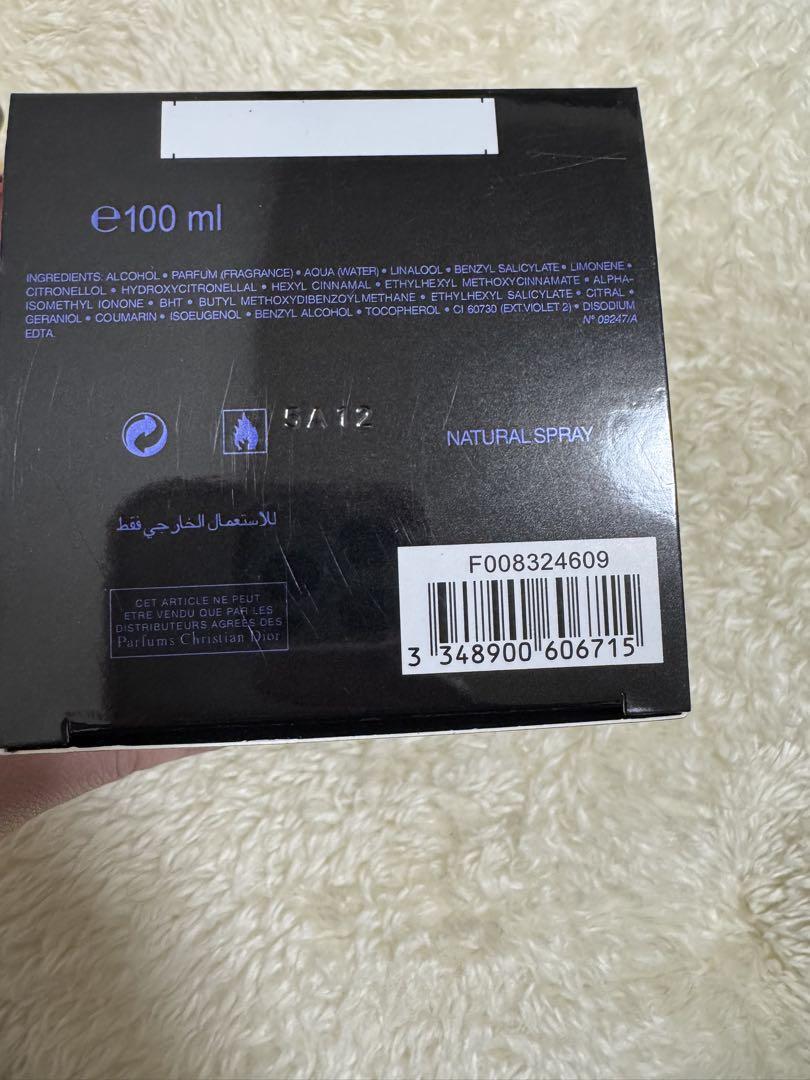 ℮100 ml
INGREDIENTS: ALCOHOL • PARFUM (FRAGRANCE) • AQUA (WATER) • LINALOOL • BENZYL SALICYLATE • LIMONENE •
CITRONELLOL • HYDROXYCITRONELLAL • HEXYL CINNAMAL • ETHYLHEXYL METHOXYCINNAMATE • ALPHA-
ISOMETHYL IONONE • BHT • BUTYL METHOXYDIBENZOYLMETHANE • ETHYLHEXYL SALICYLATE • CITRAL •
GERANIOL • COUMARIN • ISOEUGENOL • BENZYL ALCOHOL • TOCOPHEROL • CI 60730 (EXT.VIOLET 2) • DISODIUM
EDTA. N° 09247/A
5A12
NATURAL SPRAY
للاستعمال الخارجي فقط
CET ARTICLE NE PEUT
ETRE VENDU QUE PAR LES
DISTRIBUTEURS AGREES DES
Parfums Christian Dior
F008324609
3 348900 606715